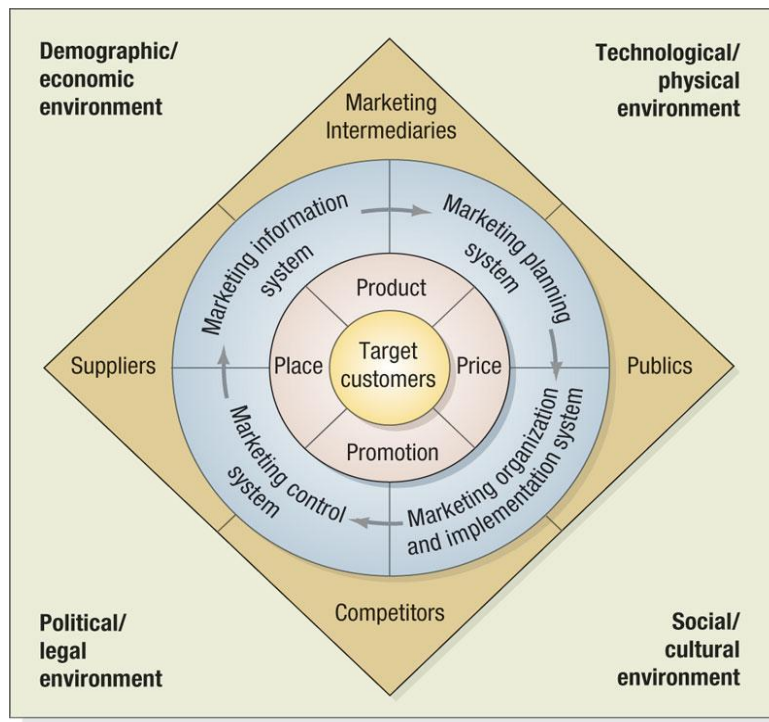 Demographic/
economic
environment
Technological/
physical
environment
Marketing
Intermediaries
Marketing information
system
Marketing planning
system
Product
Suppliers
Place
Target
customers
Price
Publics
Promotion
Marketing control
system
Marketing organization
and implementation system
Competitors
Political/
legal
environment
Social/
cultural
environment